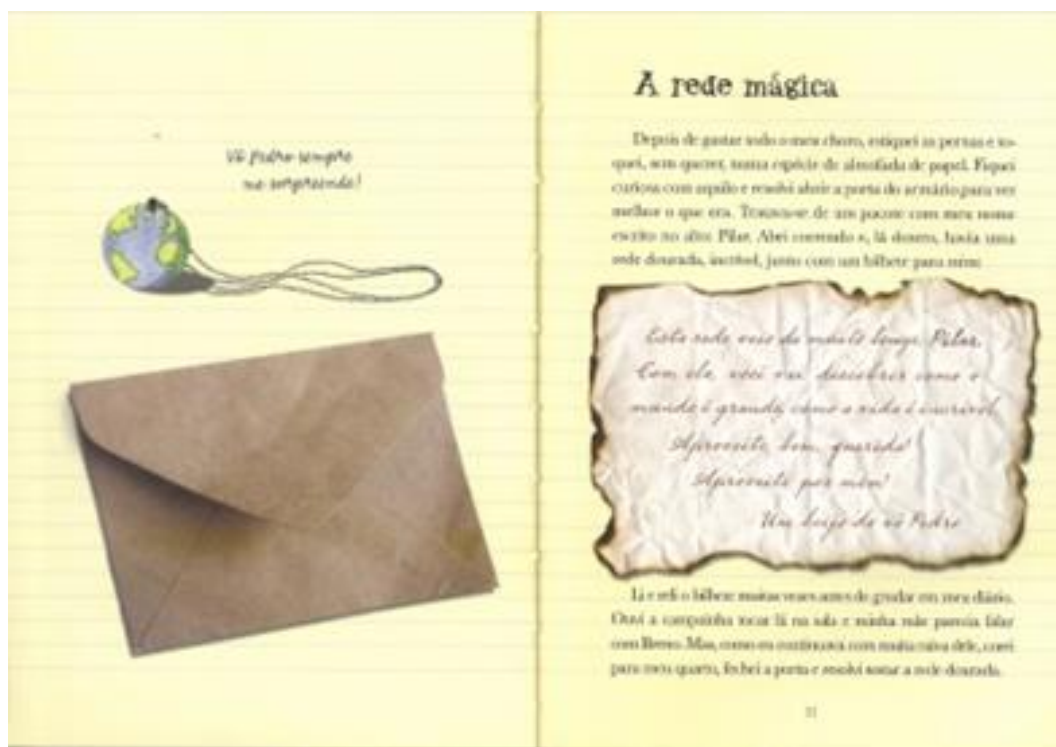 Vô Pedro sempre
me surpreende!
A rede mágica
Depois de gastar todo o meu choro, estiquei as pernas e to-
quei, sem querer, numa espécie de almofada de papel. Fiquei
curiosa com aquilo e resolvi abrir a porta do armário para ver
melhor o que era. Tratava-se de um pacote com meu nome
escrito no alto: Pilar. Abri correndo e, lá dentro, havia uma
rede dourada, incrível, junto com um bilhete para mim:
Esta rede veio de muito longe, Pilar.
Com ela, você vai descobrir como o
mundo é grande, como a vida é incrível.
Aproveite bem, querida!
Aproveite por mim!
Um beijo do vô Pedro
Li e reli o bilhete muitas vezes antes de grudar em meu diário.
Ouvi a campainha tocar lá na sala e minha mãe parecia falar
com Breno. Mas, como eu continuava com muita raiva dele, corri
para meu quarto, fechei a porta e resolvi testar a rede dourada.
11